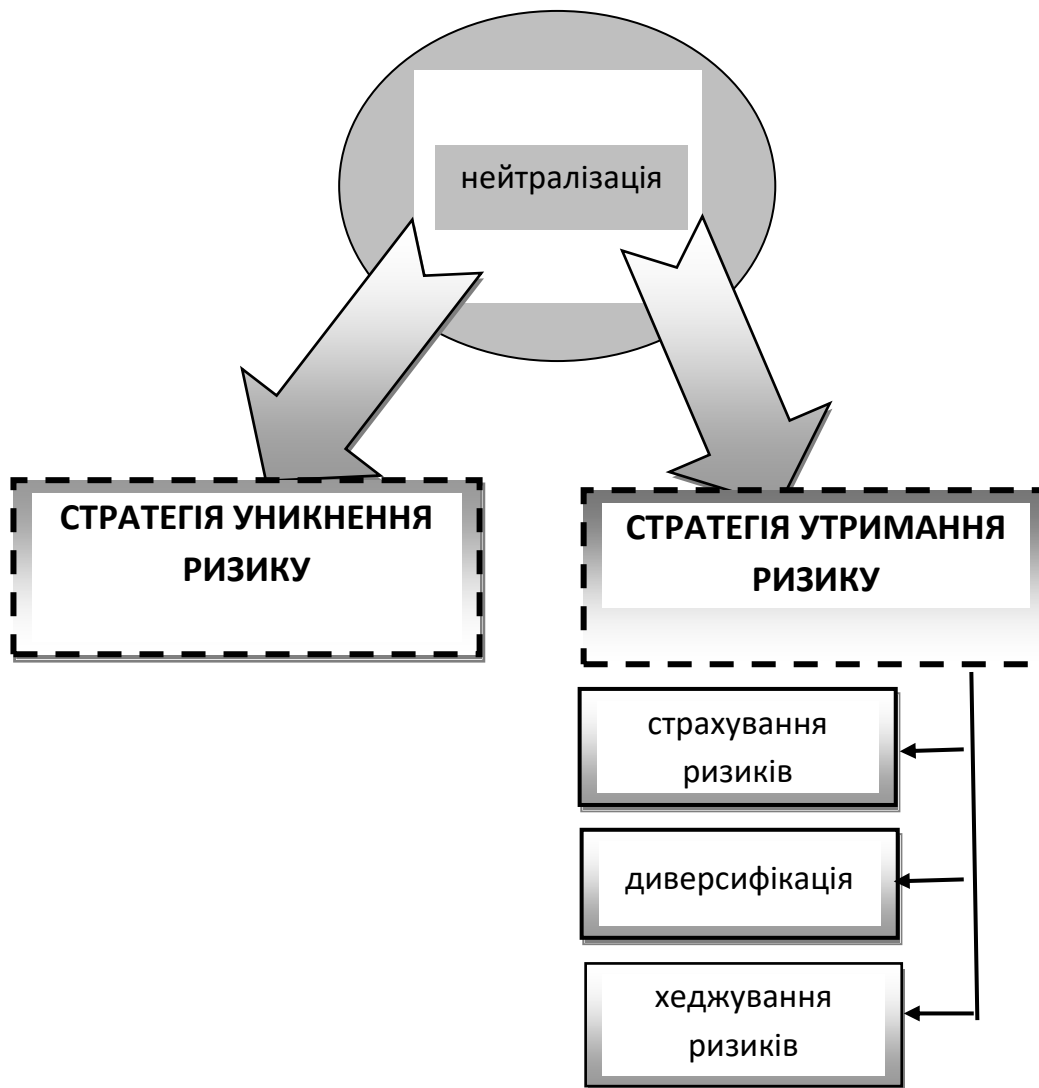 нейтралізація
СТРАТЕГІЯ УНИКНЕННЯ
РИЗИКУ
СТРАТЕГІЯ УТРИМАННЯ
РИЗИКУ
страхування
ризиків
диверсифікація
хеджування
ризиків